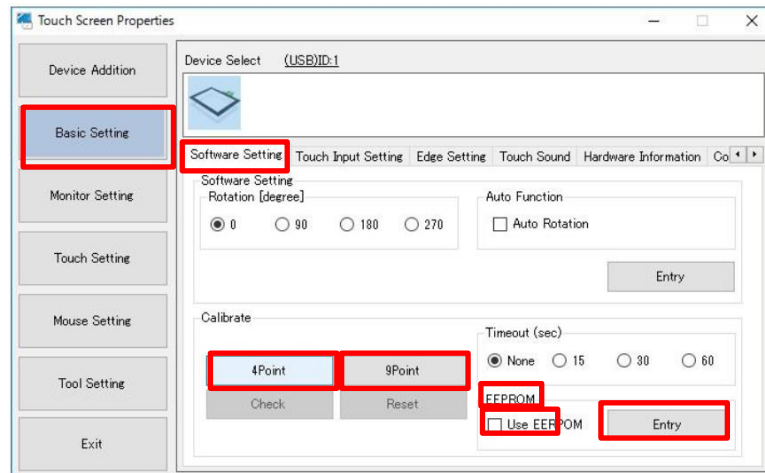 Touch Screen Properties
Device Addition
Basic Setting
Monitor Setting
Touch Setting
Mouse Setting
Tool Setting
Exit
Device Select (USB)ID:1
Software Setting Touch Input Setting Edge Setting Touch Sound Hardware Information Co
Software Setting
Rotation [degree]
0 90 180 270
Auto Function
Auto Rotation
Entry
Calibrate
4Point 9Point
Check Reset
Timeout (sec)
None 15 30 60
EEPROM
Use EERPOM Entry